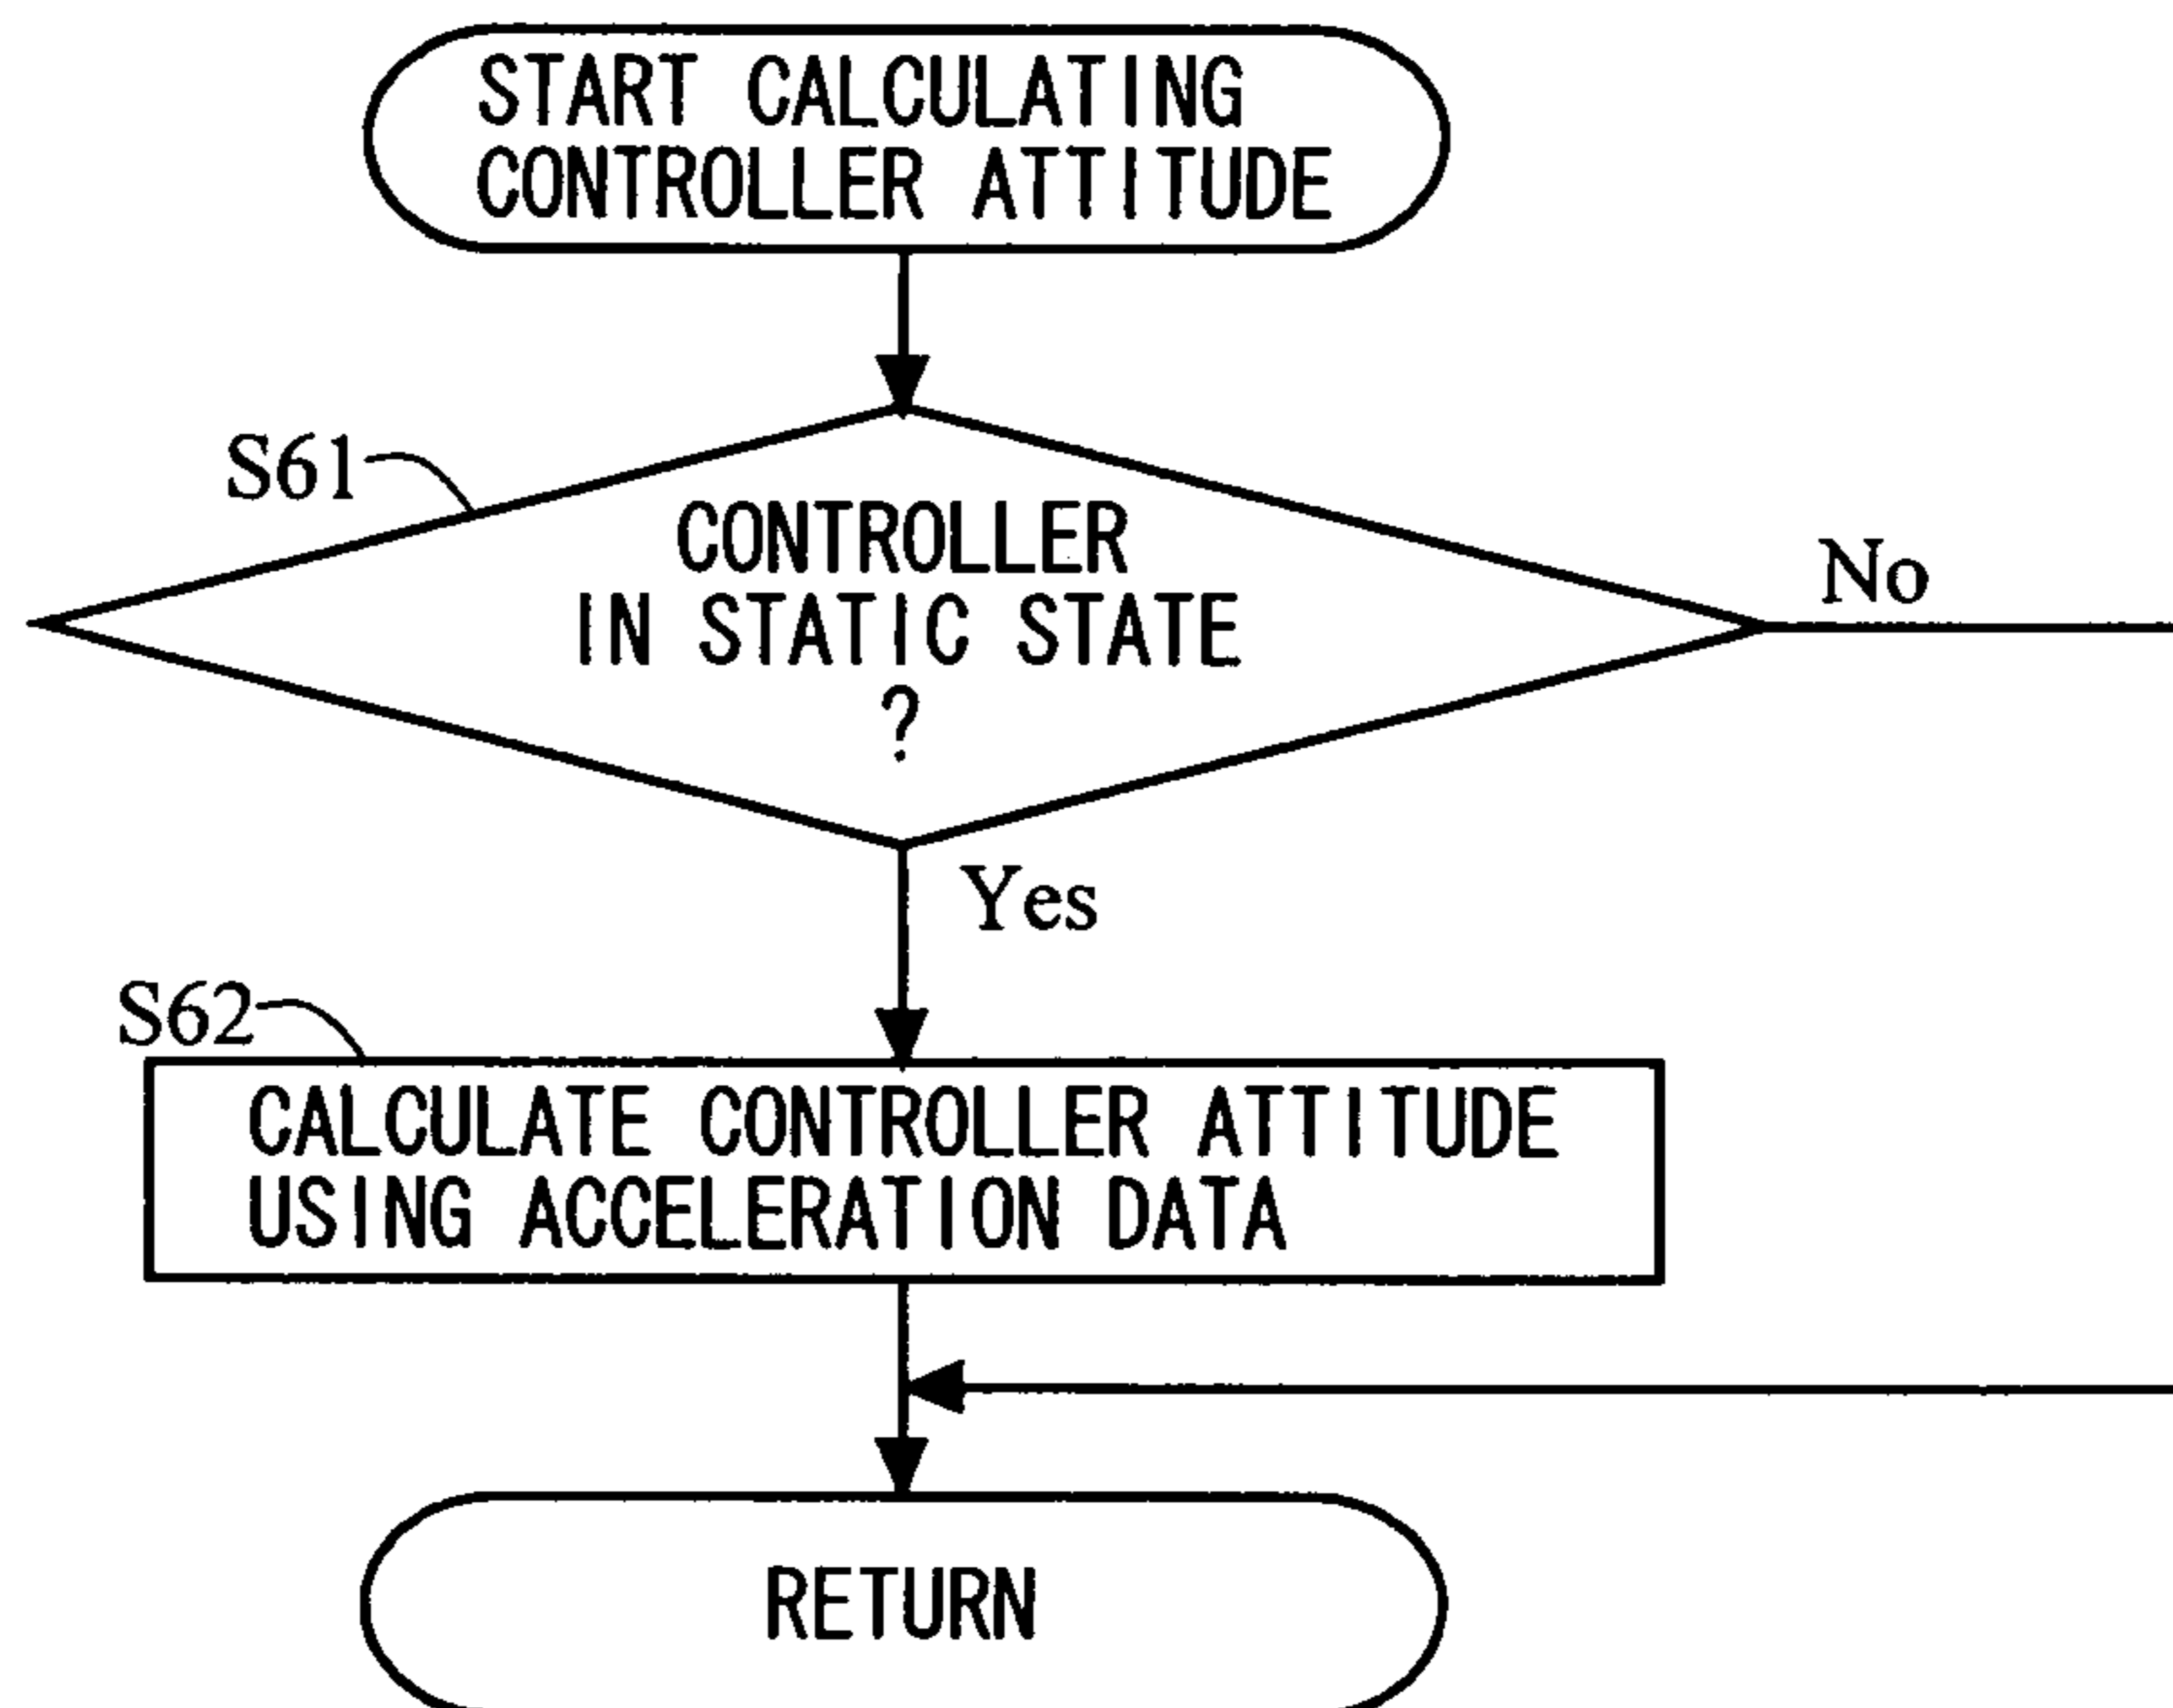 START CALCULATING
CONTROLLER ATTITUDE
S61
CONTROLLER
IN STATIC STATE
?
No
Yes
S62
CALCULATE CONTROLLER ATTITUDE
USING ACCELERATION DATA
RETURN